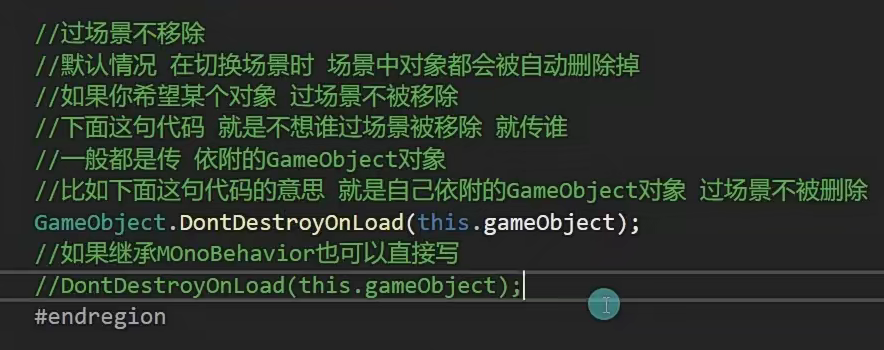 //过场景不移除
//默认情况 在切换场景时 场景中对象都会被自动删除掉
//如果你希望某个对象 过场景不被移除
//下面这句代码 就是不想谁过场景被移除 就传谁
//一般都是传 依附的GameObject对象
//比如下面这句代码的意思 就是自己依附的GameObject对象 过场景不被删除
GameObject.DontDestroyOnLoad(this.gameObject);
//如果继承MOnoBehavior也可以直接写
//DontDestroyOnLoad(this.gameObject);
#endregion